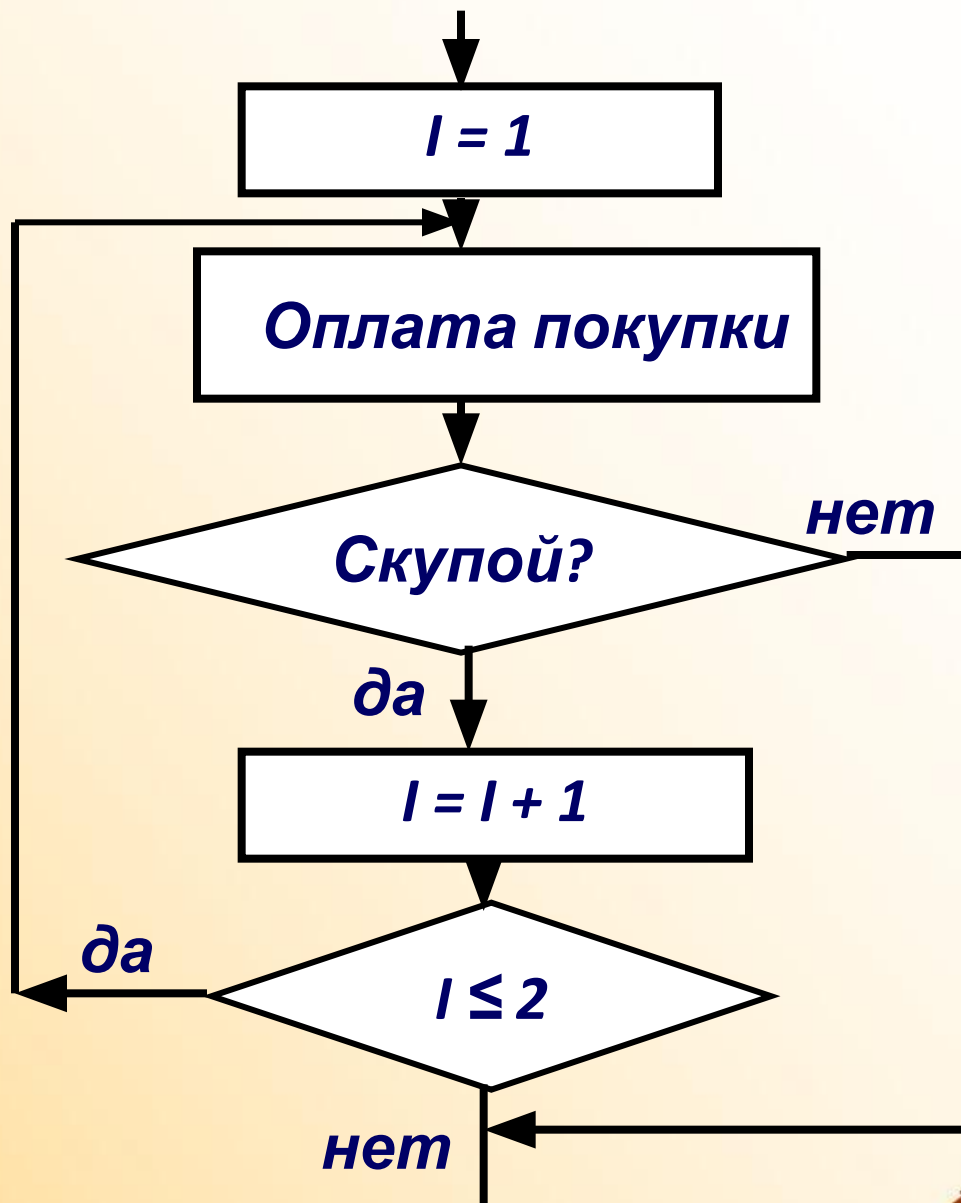 I = 1
Оплата покупки
нет
Скупой?
да
I = I + 1
да
I ≤ 2
нет